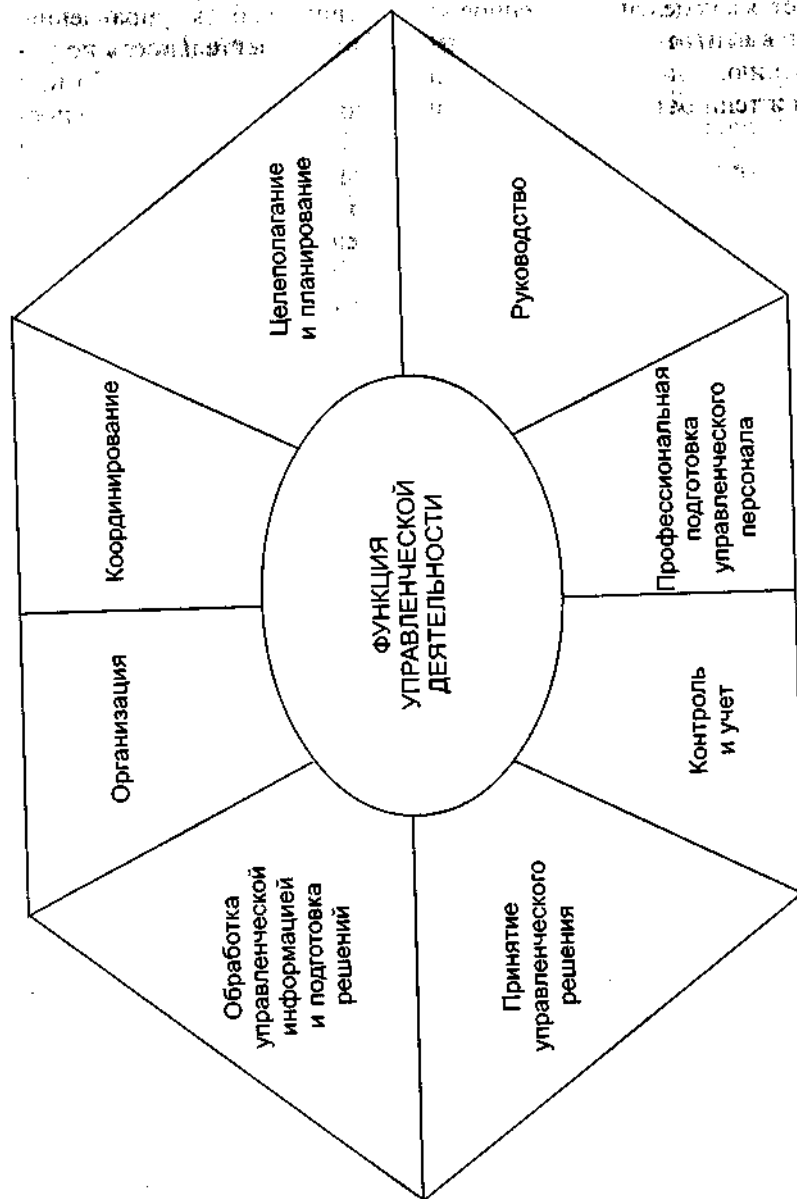 Обработка
управленческой
информацией
и подготовка
решений
Организация
Координирование
Целеполагание
и планирование
ФУНКЦИЯ
УПРАВЛЕНЧЕСКОЙ
ДЕЯТЕЛЬНОСТИ
Принятие
управленческого
решения
Контроль
и учет
Профессиональная
подготовка
управленческого
персонала
Руководство